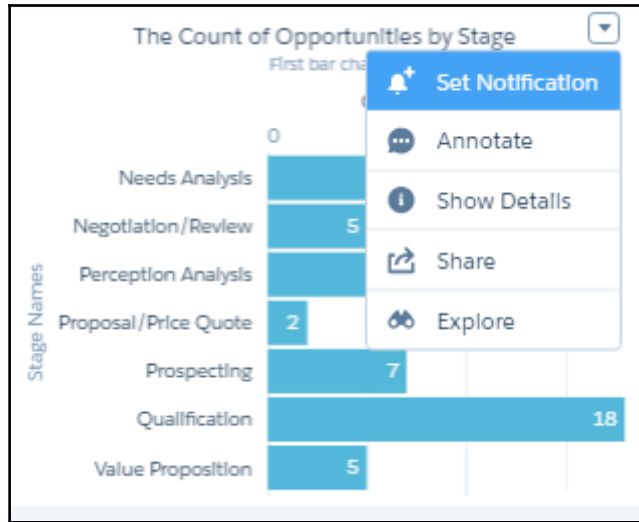 The Count of Opportunities by Stage
First bar cha
Set Notification
0
Annotate
Needs Analysis
Show Details
Negotiation/Review 5
Perception Analysis
Share
Stage Names
Proposal/Price Quote 2
Explore
Prospecting 7
Qualification 18
Value Proposition 5